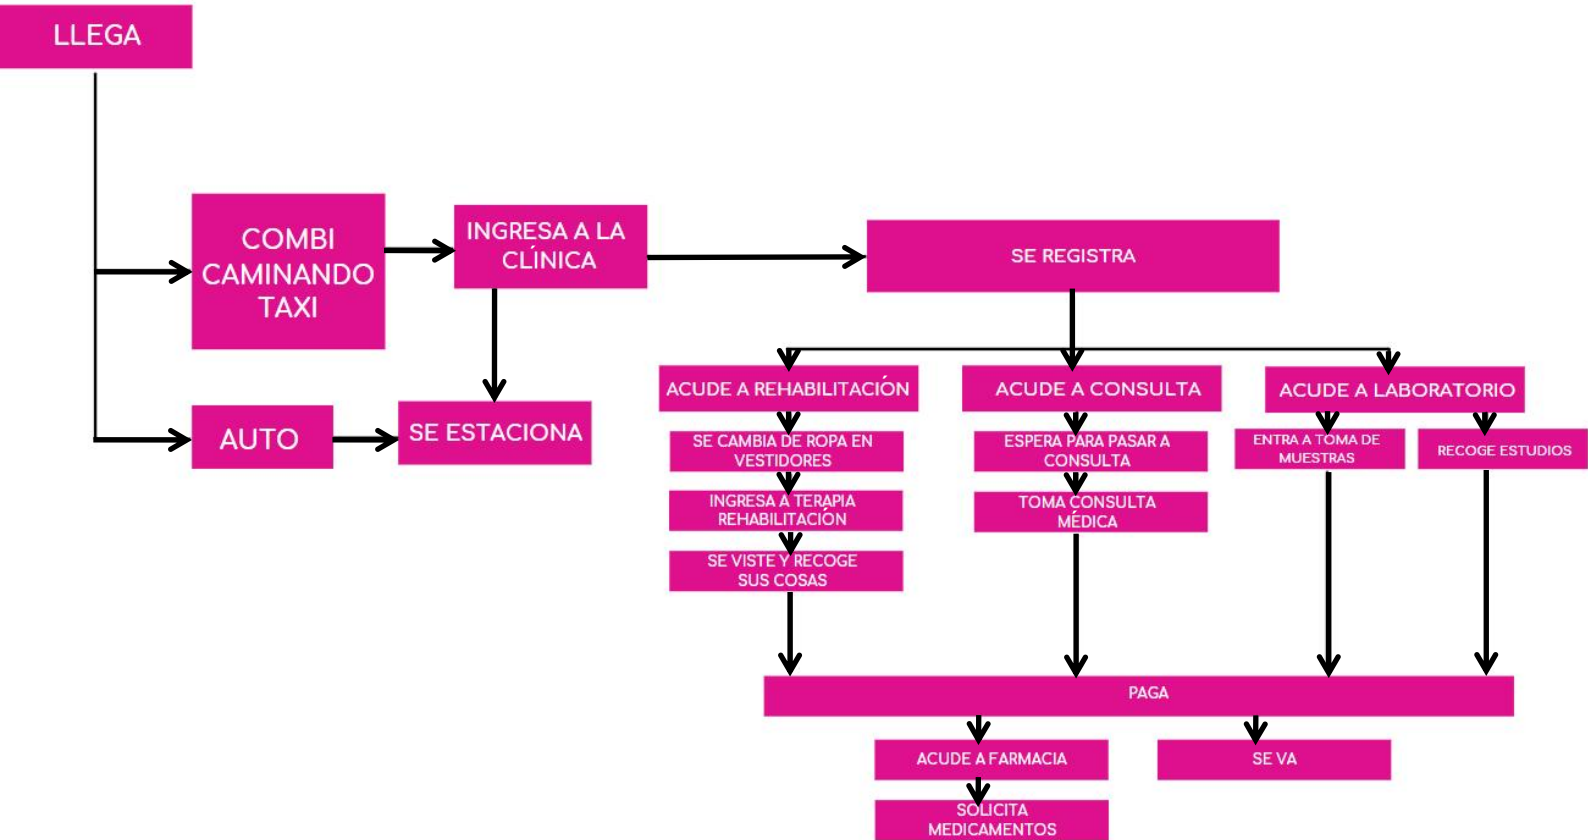 LLEGA
COMBI
CAMINANDO
TAXI
INGRESA A LA
CLÍNICA
SE REGISTRA
AUTO
SE ESTACIONA
ACUDE A REHABILITACIÓN
ACUDE A CONSULTA
ACUDE A LABORATORIO
SE CAMBIA DE ROPA EN
VESTIDORES
ESPERA PARA PASAR A
CONSULTA
ENTRA A TOMA DE
MUESTRAS
RECOGE ESTUDIOS
INGRESA A TERAPIA
REHABILITACIÓN
TOMA CONSULTA
MÉDICA
SE VISTE Y RECOGE
SUS COSAS
PAGA
ACUDE A FARMACIA
SE VA
SOLICITA
MEDICAMENTOS